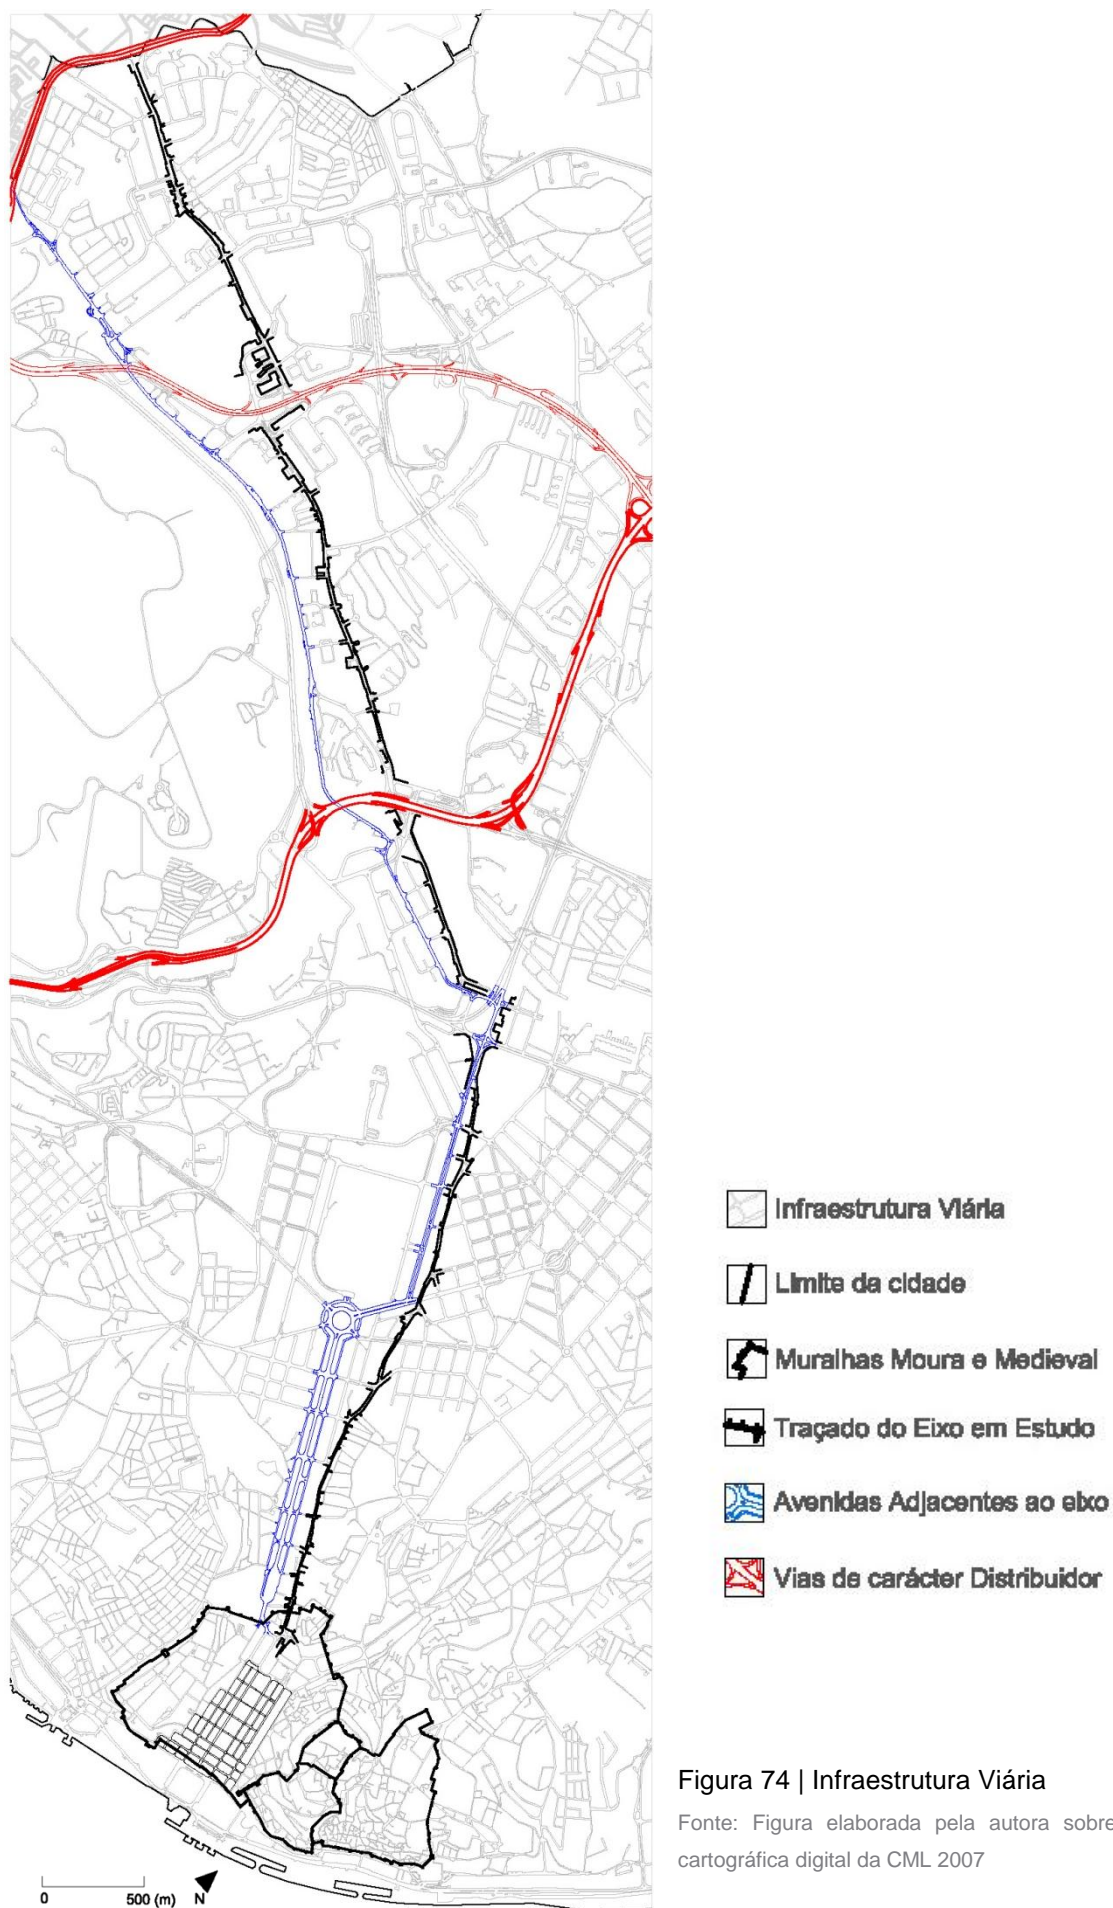 Infraestrutura Viária
Limite da cidade
Muralhas Moura e Medieval
Traçado do Eixo em Estudo
Avenidas Adjacentes ao eixo
Vias de carácter Distribuidor
Figura 74 | Infraestrutura Viária
Fonte: Figura elaborada pela autora sobre
cartográfica digital da CML 2007
0 500 (m) N